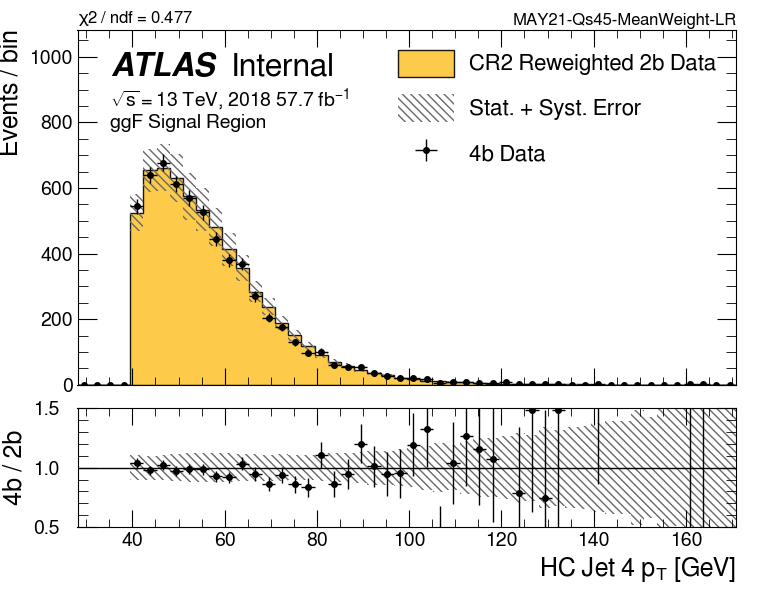 χ2 / ndf = 0.477
MAY21-Qs45-MeanWeight-LR
Events / bin
1000
800
600
400
200
0
ATLAS Internal
√s = 13 TeV, 2018 57.7 fb−1
ggF Signal Region
CR2 Reweighted 2b Data
Stat. + Syst. Error
4b Data
4b / 2b
1.5
1.0
0.5
40 60 80 100 120 140 160
HC Jet 4 pT [GeV]